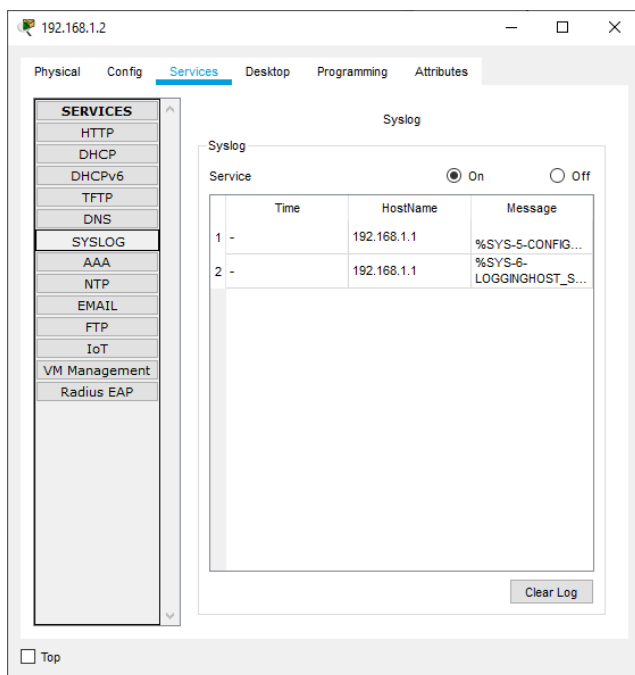 192.168.1.2
Physical Config Services Desktop Programming Attributes
SERVICES
HTTP
DHCP
DHCPv6
TFTP
DNS
SYSLOG
AAA
NTP
EMAIL
FTP
IoT
VM Management
Radius EAP
Syslog
Syslog
Service On Off
Time HostName Message
1 - 192.168.1.1 %SYS-5-CONFIG...
2 - 192.168.1.1 %SYS-6-
LOGGINGHOST_S...
Clear Log
Top